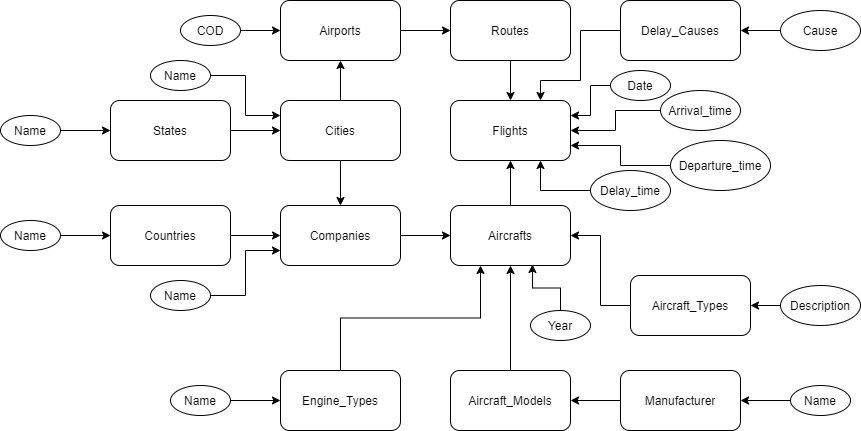 COD
Airports
Routes
Delay_Causes
Cause
Name
Date
Name
States
Cities
Flights
Arrival_time
Departure_time
Delay_time
Name
Countries
Companies
Aircrafts
Name
Aircraft_Types
Description
Year
Name
Engine_Types
Aircraft_Models
Manufacturer
Name